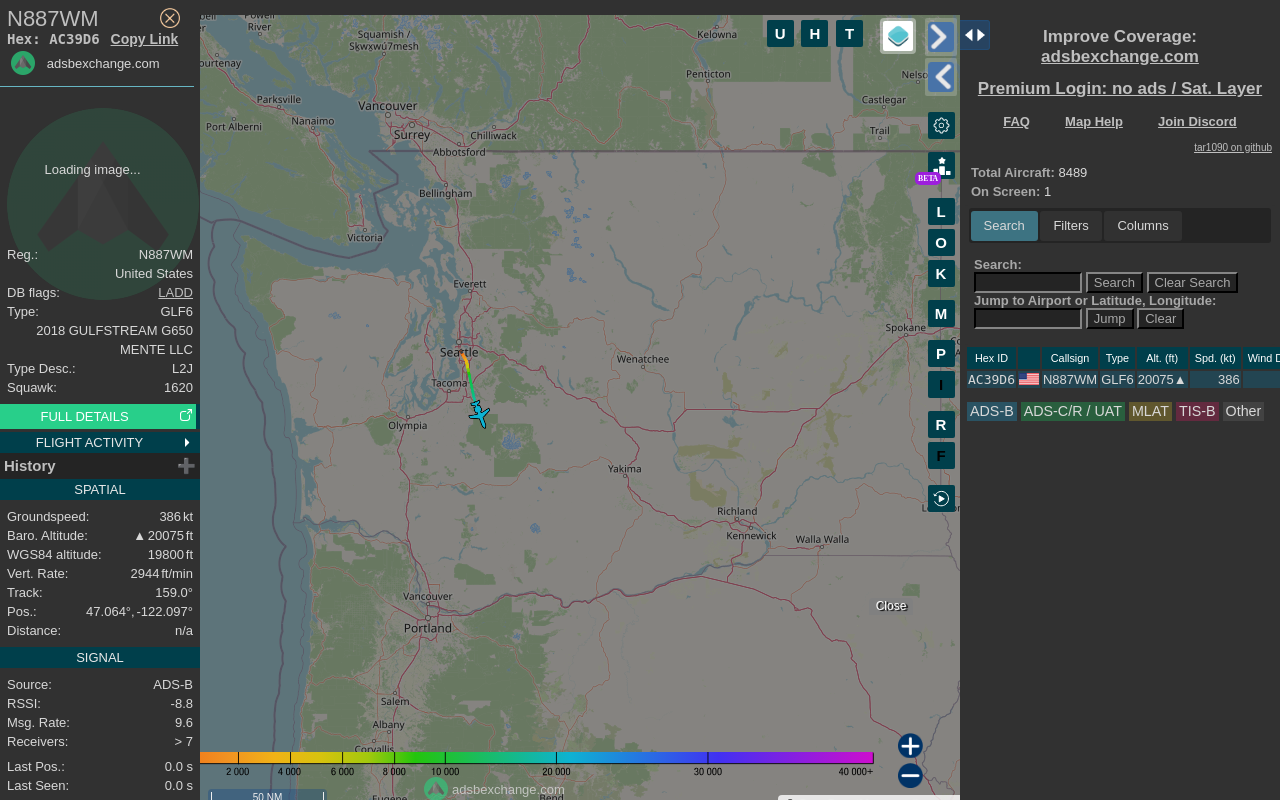 N887WM
Hex: AC39D6 Copy Link
adsbexchange.com
Loading image...
Reg.: N887WM
United States
DB flags: LADD
Type: GLF6
2018 GULFSTREAM G650
MENTE LLC
Type Desc.: L2J
Squawk: 1620
FULL DETAILS
FLIGHT ACTIVITY
History
SPATIAL
Groundspeed: 386 kt
Baro. Altitude: ▲ 20075 ft
WGS84 altitude: 19800 ft
Vert. Rate: 2944 ft/min
Track: 159.0°
Pos.: 47.064°, -122.097°
Distance: n/a
SIGNAL
Source: ADS-B
RSSI: -8.8
Msg. Rate: 9.6
Receivers: > 7
Last Pos.: 0.0 s
Last Seen: 0.0 s
Powell
River
Squamish /
Sḵwx̱wú7mesh
Kelowna
Penticton
Castlegar
Trail
Parksville
Nanaimo
Port Alberni
Vancouver
Surrey
Chilliwack
Abbotsford
Bellingham
Victoria
Everett
Seattle
Tacoma
Olympia
Wenatchee
Spokane
Yakima
Richland
Kennewick
Walla Walla
Vancouver
Portland
Salem
Albany
Corvallis
Eugene
Bend
U H T
BETA
L
O
K
M
P
I
R
F
Close
2 000 4 000 6 000 8 000 10 000 20 000 30 000 40 000+
adsbexchange.com
50 NM
Improve Coverage:
adsbexchange.com
Premium Login: no ads / Sat. Layer
FAQ Map Help Join Discord
tar1090 on github
Total Aircraft: 8489
On Screen: 1
Search Filters Columns
Search:
Search Clear Search
Jump to Airport or Latitude, Longitude:
Jump Clear
Hex ID Callsign Type Alt. (ft) Spd. (kt) Wind D
AC39D6 N887WM GLF6 20075▲ 386
ADS-B ADS-C/R / UAT MLAT TIS-B Other